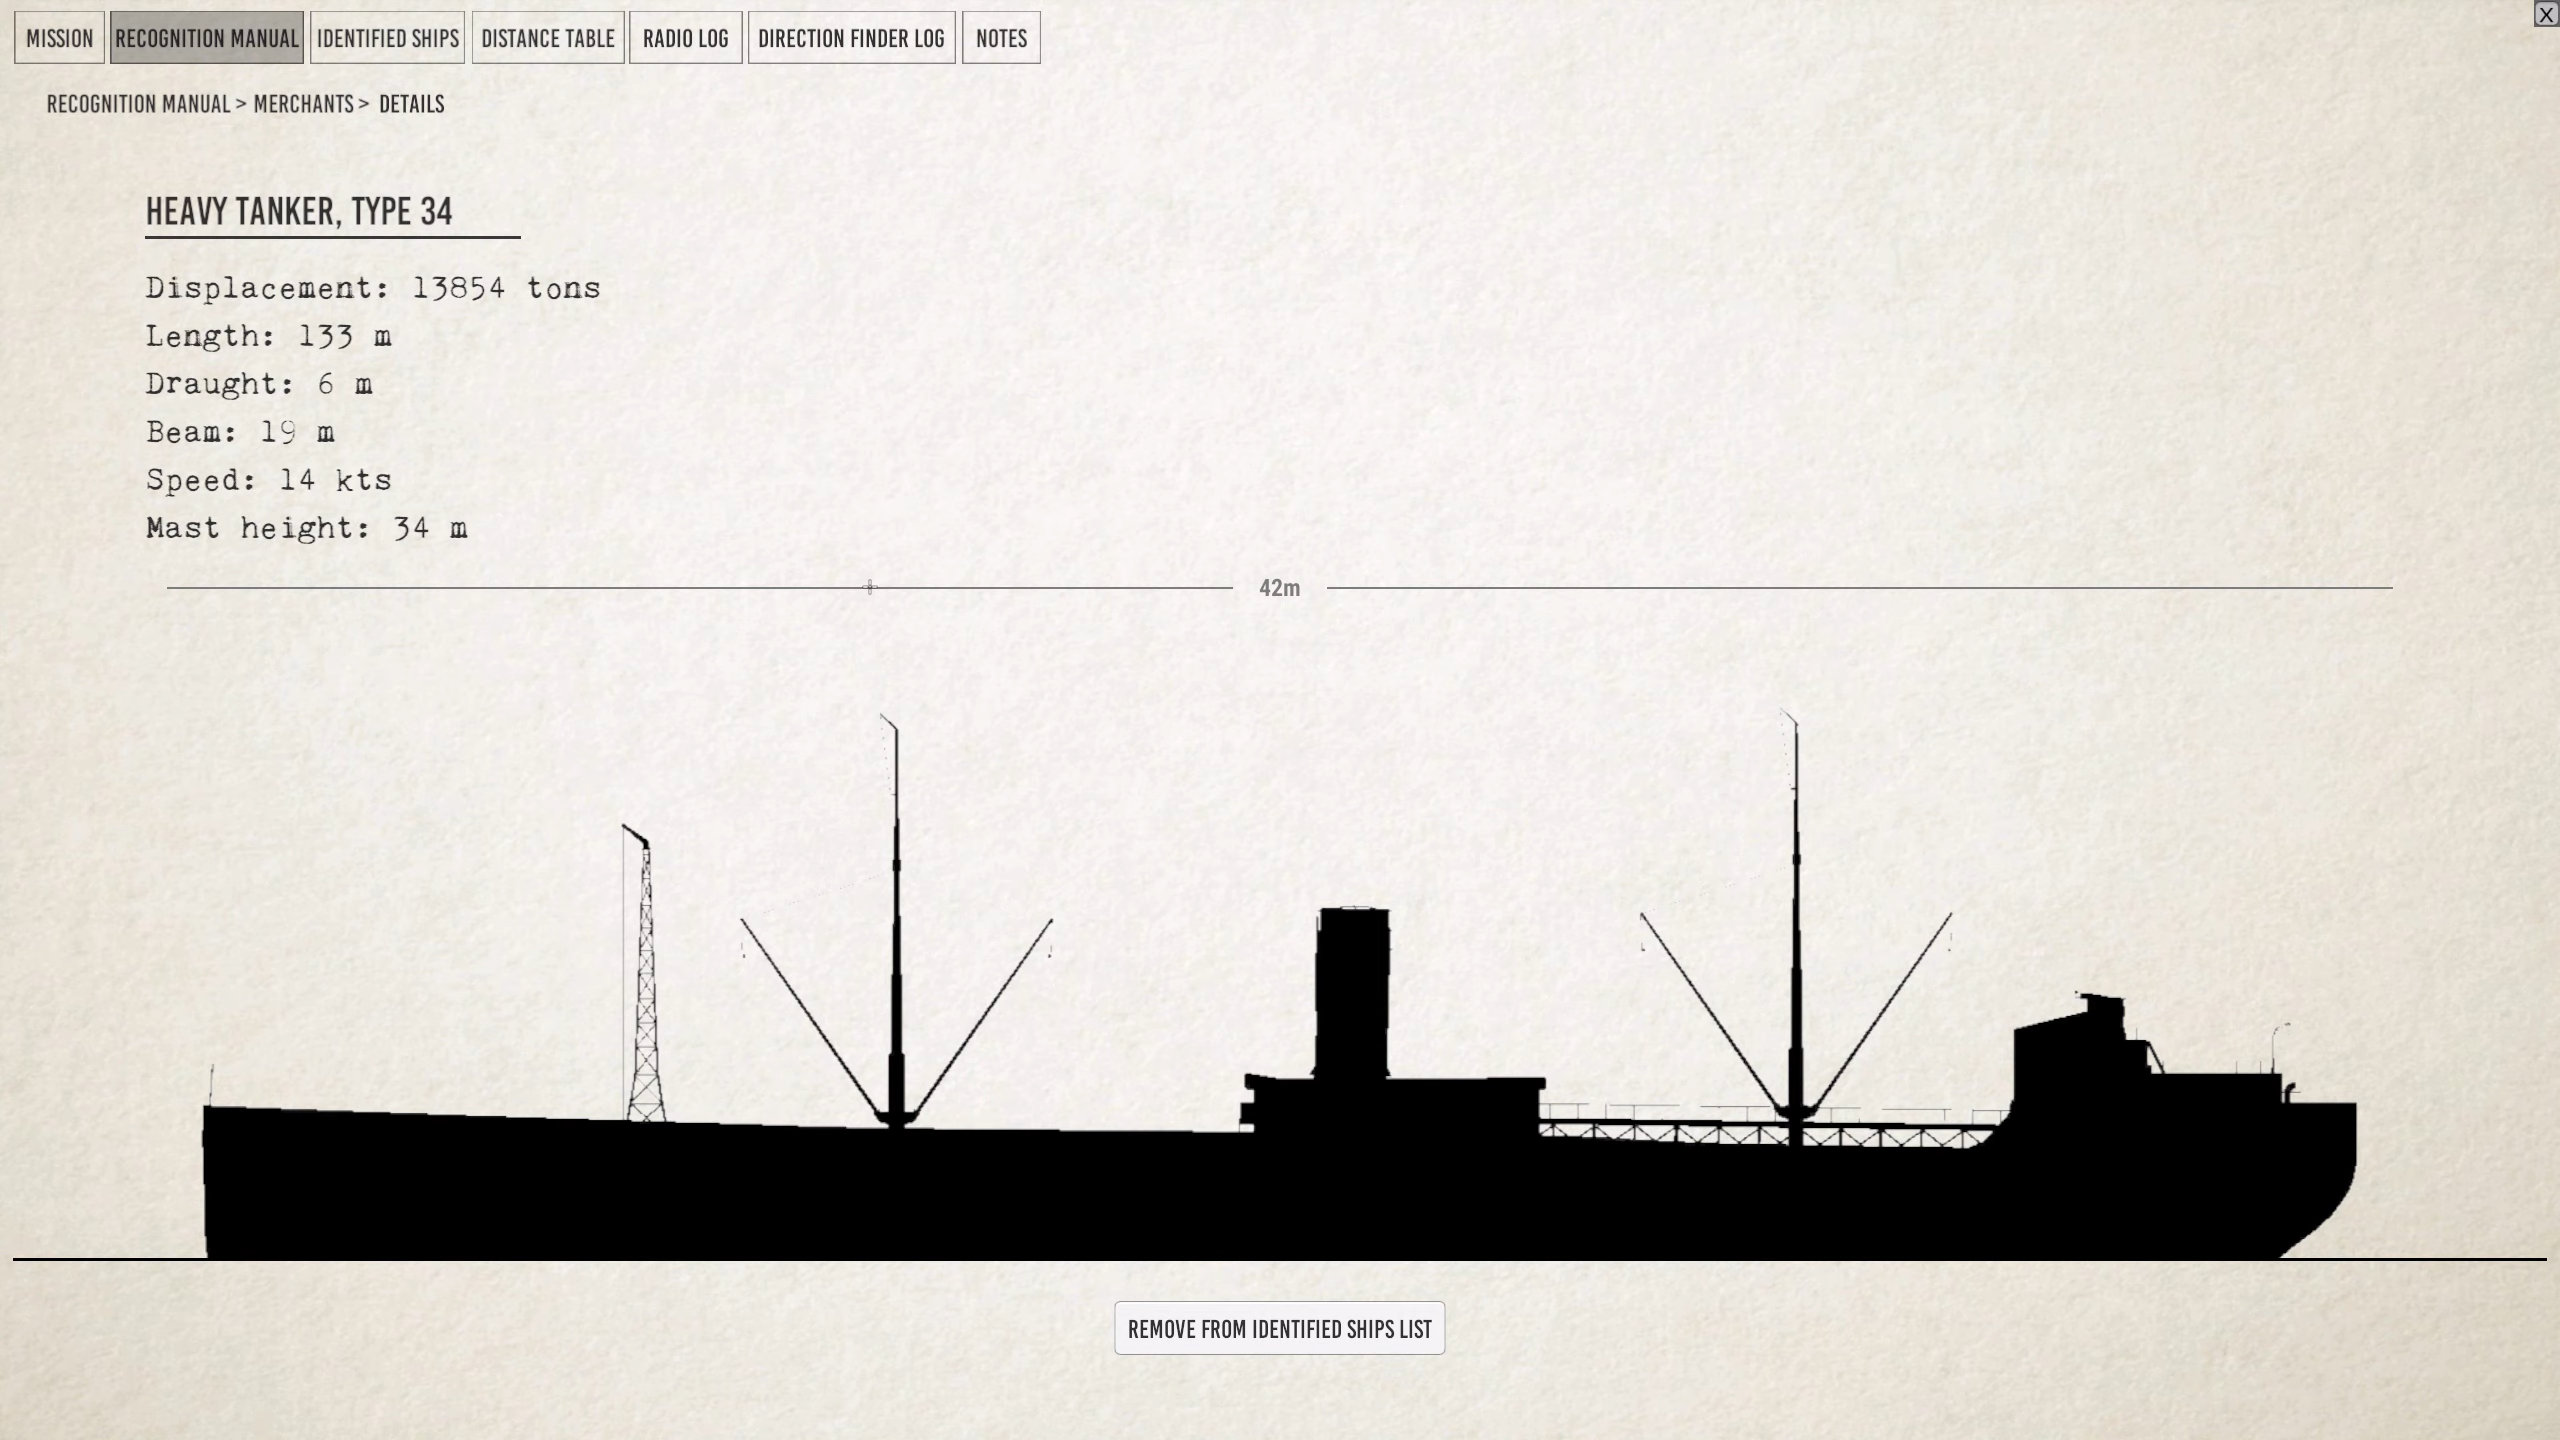 MISSION RECOGNITION MANUAL IDENTIFIED SHIPS DISTANCE TABLE RADIO LOG DIRECTION FINDER LOG NOTES X
RECOGNITION MANUAL > MERCHANTS > DETAILS
HEAVY TANKER, TYPE 34
Displacement: 13854 tons
Length: 133 m
Draught: 6 m
Beam: 19 m
Speed: 14 kts
Mast height: 34 m
42m
REMOVE FROM IDENTIFIED SHIPS LIST